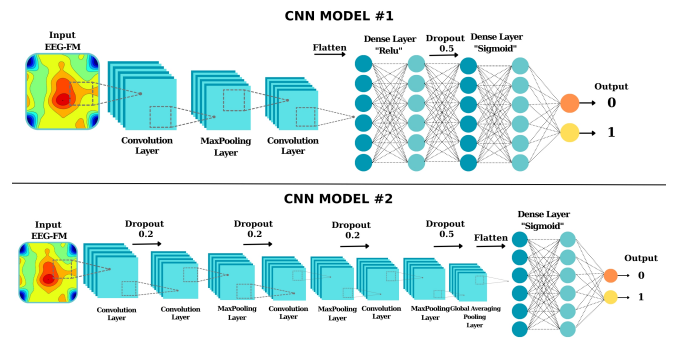 CNN MODEL #1
Input
EEG-FM
Convolution
Layer
MaxPooling
Layer
Convolution
Layer
Flatten
Dense Layer
"Relu"
Dropout
0.5
Dense Layer
"Sigmoid"
Output
0
1
CNN MODEL #2
Input
EEG-FM
Dropout
0.2
Dropout
0.2
Dropout
0.2
Dropout
0.5
Flatten
Dense Layer
"Sigmoid"
Output
0
1
Convolution
Layer
Convolution
Layer
MaxPooling
Layer
Convolution
Layer
MaxPooling
Layer
Convolution
Layer
MaxPooling
Layer
Global Averaging
Pooling
Layer